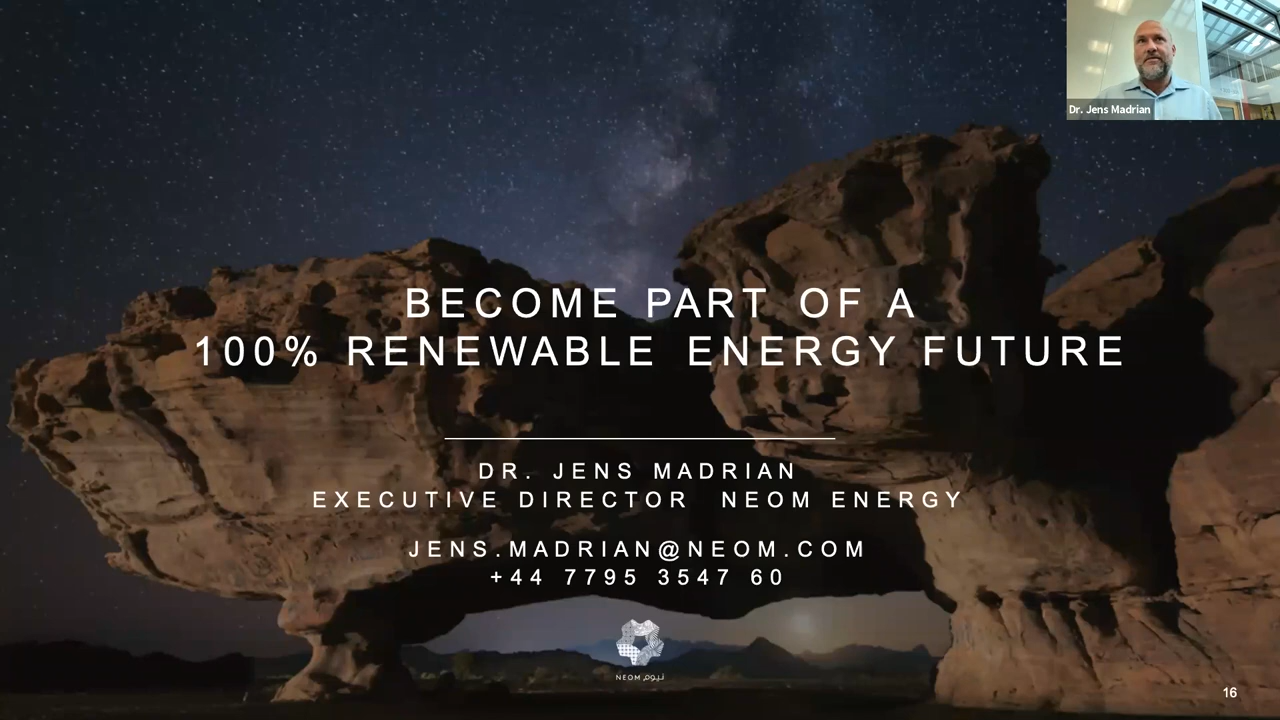 Dr. Jens Madrian
BECOME PART OF A
100% RENEWABLE ENERGY FUTURE
DR. JENS MADRIAN
EXECUTIVE DIRECTOR NEOM ENERGY
JENS.MADRIAN@NEOM.COM
+44 7795 3547 60
NEOM نيوم
16